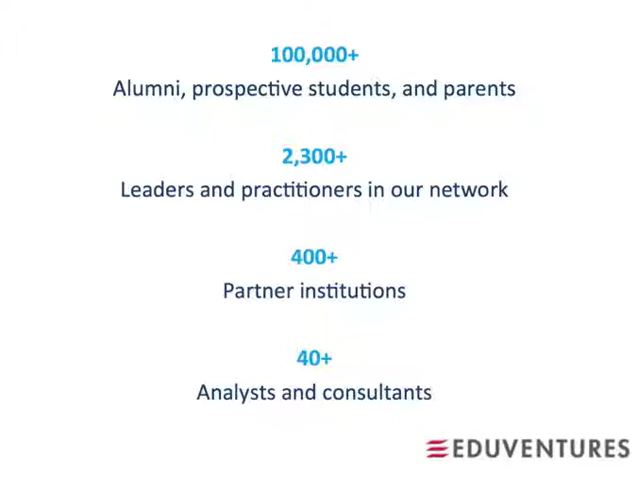 100,000+
Alumni, prospective students, and parents
2,300+
Leaders and practitioners in our network
400+
Partner institutions
40+
Analysts and consultants
EDUVENTURES